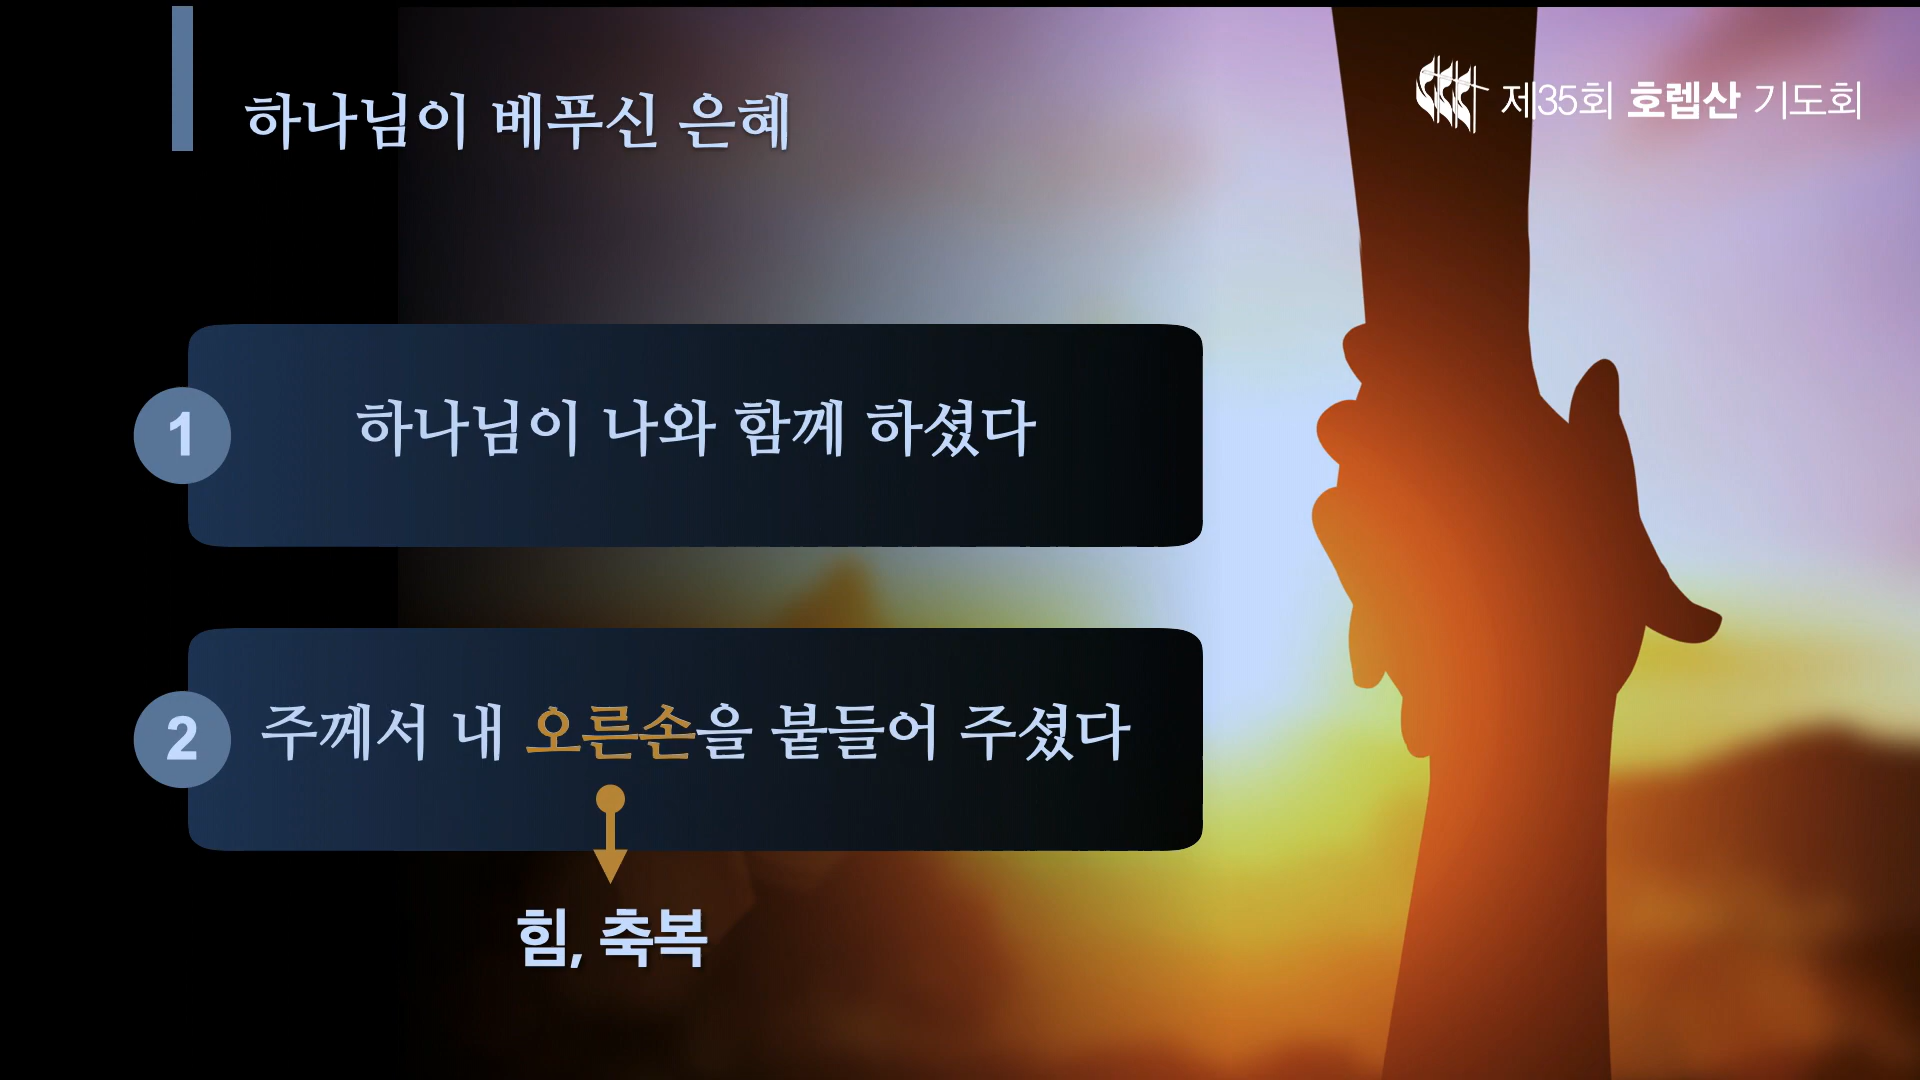 하나님이 베푸신 은혜
제35회 호렙산 기도회
1
하나님이 나와 함께 하셨다
2
주께서 내 오른손을 붙들어 주셨다
힘, 축복